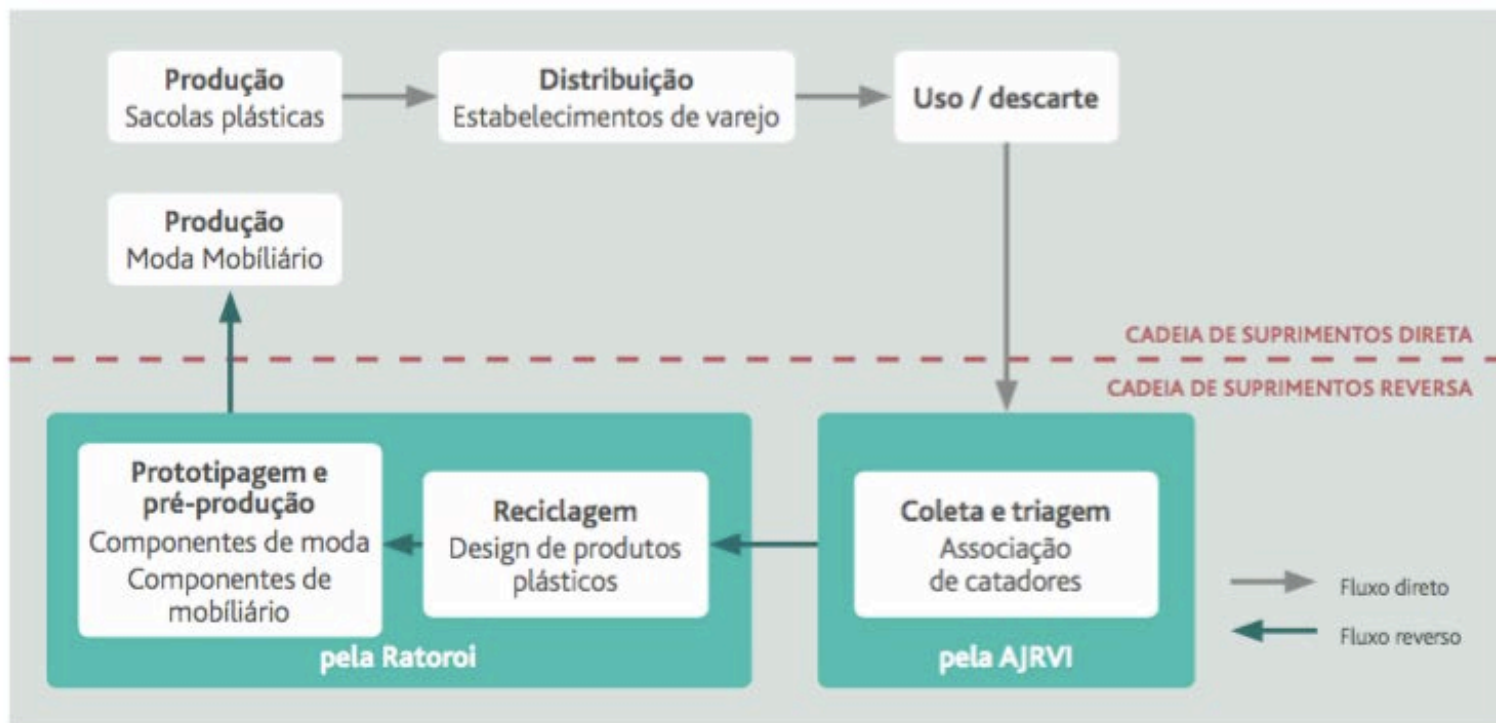 Produção
Sacolas plásticas
Distribuição
Estabelecimentos de varejo
Uso / descarte
Produção
Moda Mobíliário
CADEIA DE SUPRIMENTOS DIRETA
CADEIA DE SUPRIMENTOS REVERSA
Prototipagem e
pré-produção
Componentes de moda
Componentes de
mobíliário
Reciclagem
Design de produtos
plásticos
pela Ratoroi
Coleta e triagem
Associação
de catadores
pela AJRVI
Fluxo direto
Fluxo reverso